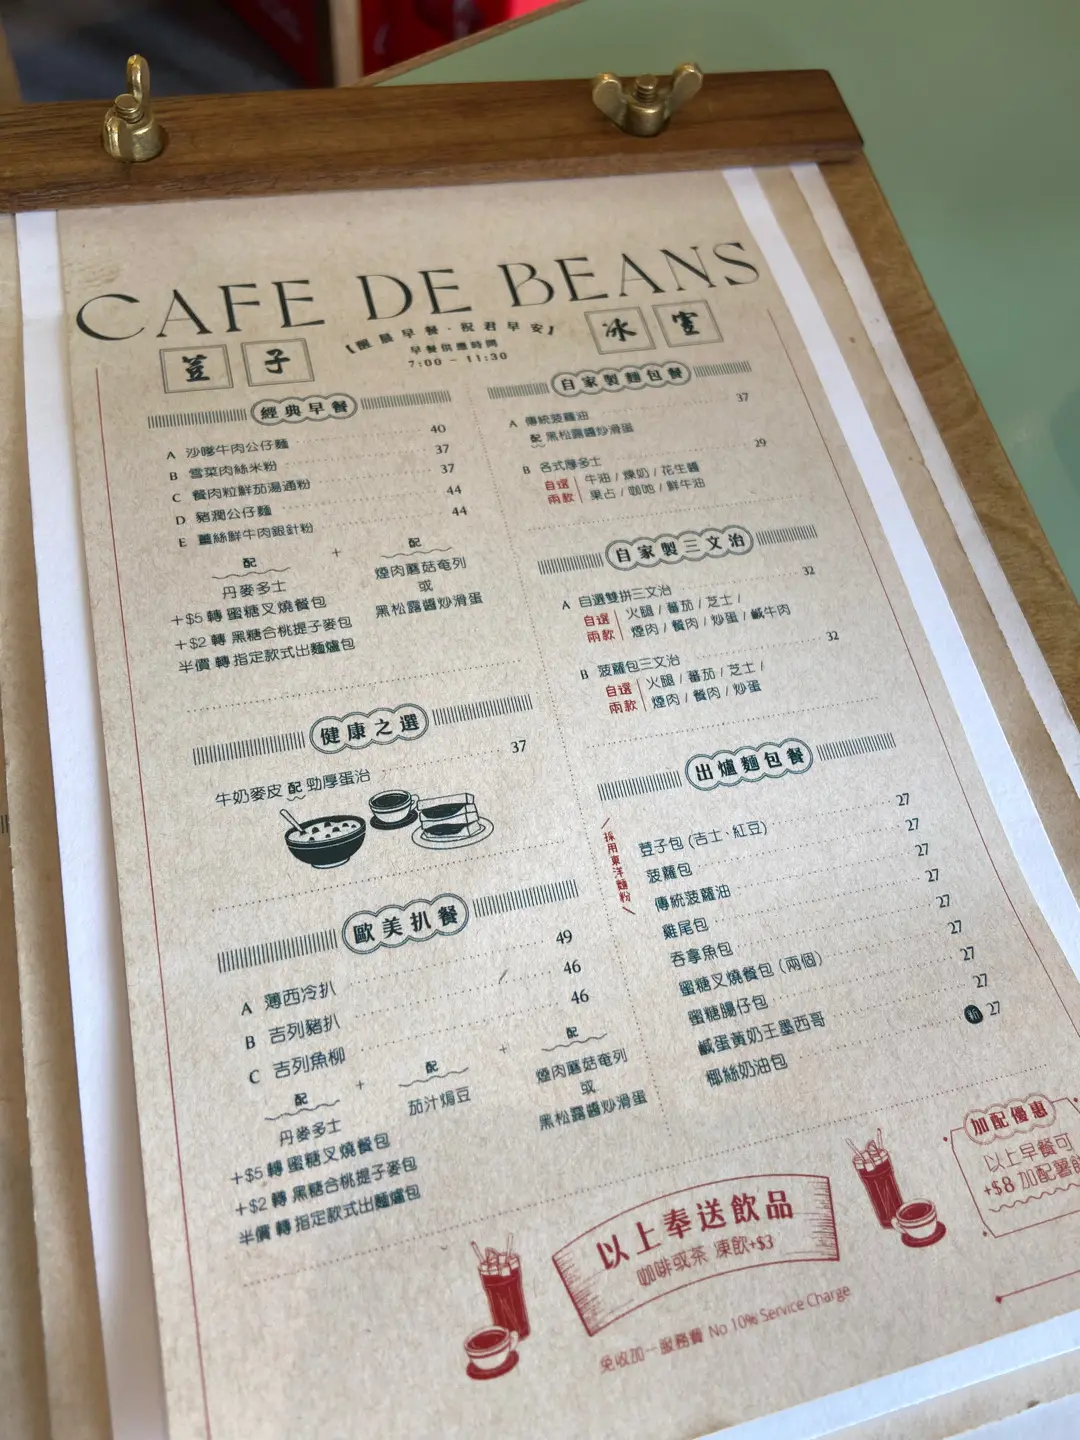 CAFE DE BEANS
荳子
冰室
【晨晨早餐·祝君早安】
早餐供應時間
7:00 – 11:30
經典早餐
A 沙嗲牛肉公仔麵 40
B 雪菜肉絲米粉 37
C 餐肉粒鮮茄湯通粉 37
D 豬潤公仔麵 44
E 薑絲鮮牛肉銀針粉 44
配 + 配
丹麥多士
煙肉蘑菇奄列
或
黑松露醬炒滑蛋
+$5 轉 蜜糖叉燒餐包
+$2 轉 黑糖合桃提子麥包
半價 轉 指定款式出麵爐包
健康之選
牛奶麥皮 配 勁厚蛋治 37
歐美扒餐
A 薄西冷扒 49
B 吉列豬扒 46
C 吉列魚柳 46
配 + 配 + 配
丹麥多士
茄汁焗豆
煙肉蘑菇奄列
或
黑松露醬炒滑蛋
+$5 轉 蜜糖叉燒餐包
+$2 轉 黑糖合桃提子麥包
半價 轉 指定款式出麵爐包
自家製麵包餐
A 傳統菠蘿油 37
配 黑松露醬炒滑蛋
B 各式厚多士 29
自選 牛油 / 煉奶 / 花生醬
兩款 果占 / 咖吔 / 鮮牛油
自家製三文治
A 自選雙拼三文治 32
自選 火腿 / 蕃茄 / 芝士 /
兩款 煙肉 / 餐肉 / 炒蛋 / 鹹牛肉
B 菠蘿包三文治 32
自選 火腿 / 蕃茄 / 芝士 /
兩款 煙肉 / 餐肉 / 炒蛋
出爐麵包餐
採用東洋麵粉
荳子包 (吉士、紅豆) 27
菠蘿包 27
傳統菠蘿油 27
雞尾包 27
吞拿魚包 27
蜜糖叉燒餐包 (兩個) 27
蜜糖腸仔包 27
鹹蛋黃奶王墨西哥 27
椰絲奶油包 新 27
加配優惠
以上早餐可
+$8 加配薯餅
以上奉送飲品
咖啡或茶 凍飲+$3
免收加一服務費 No 10% Service Charge